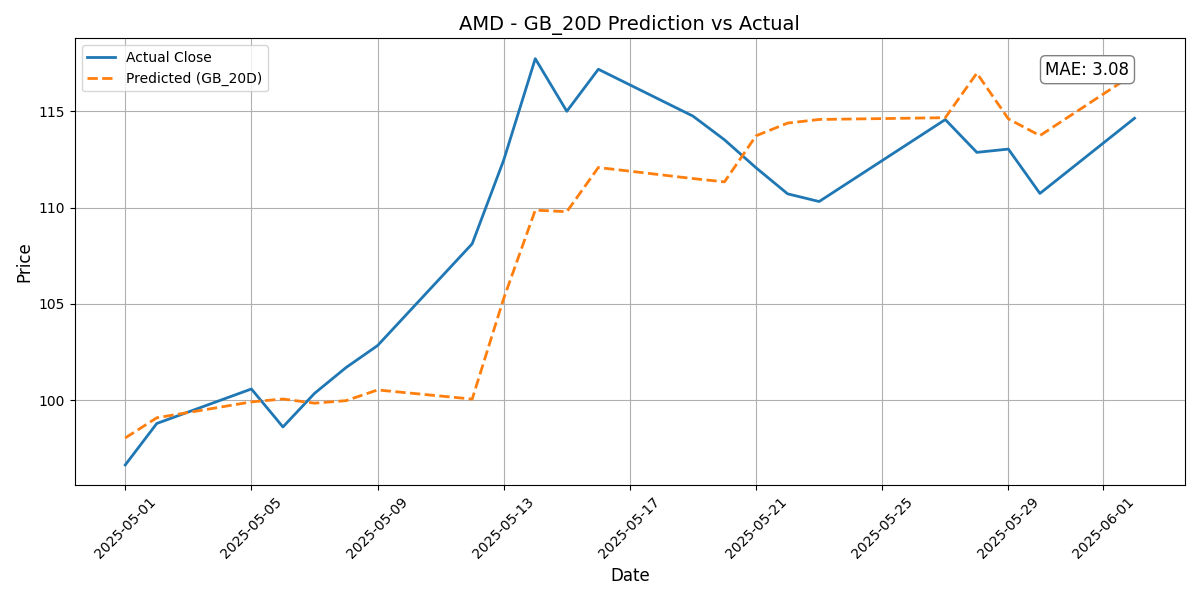 AMD - GB_20D Prediction vs Actual
Actual Close
Predicted (GB_20D)
MAE: 3.08
Price
115
110
105
100
2025-05-01
2025-05-05
2025-05-09
2025-05-13
2025-05-17
2025-05-21
2025-05-25
2025-05-29
2025-06-01
Date